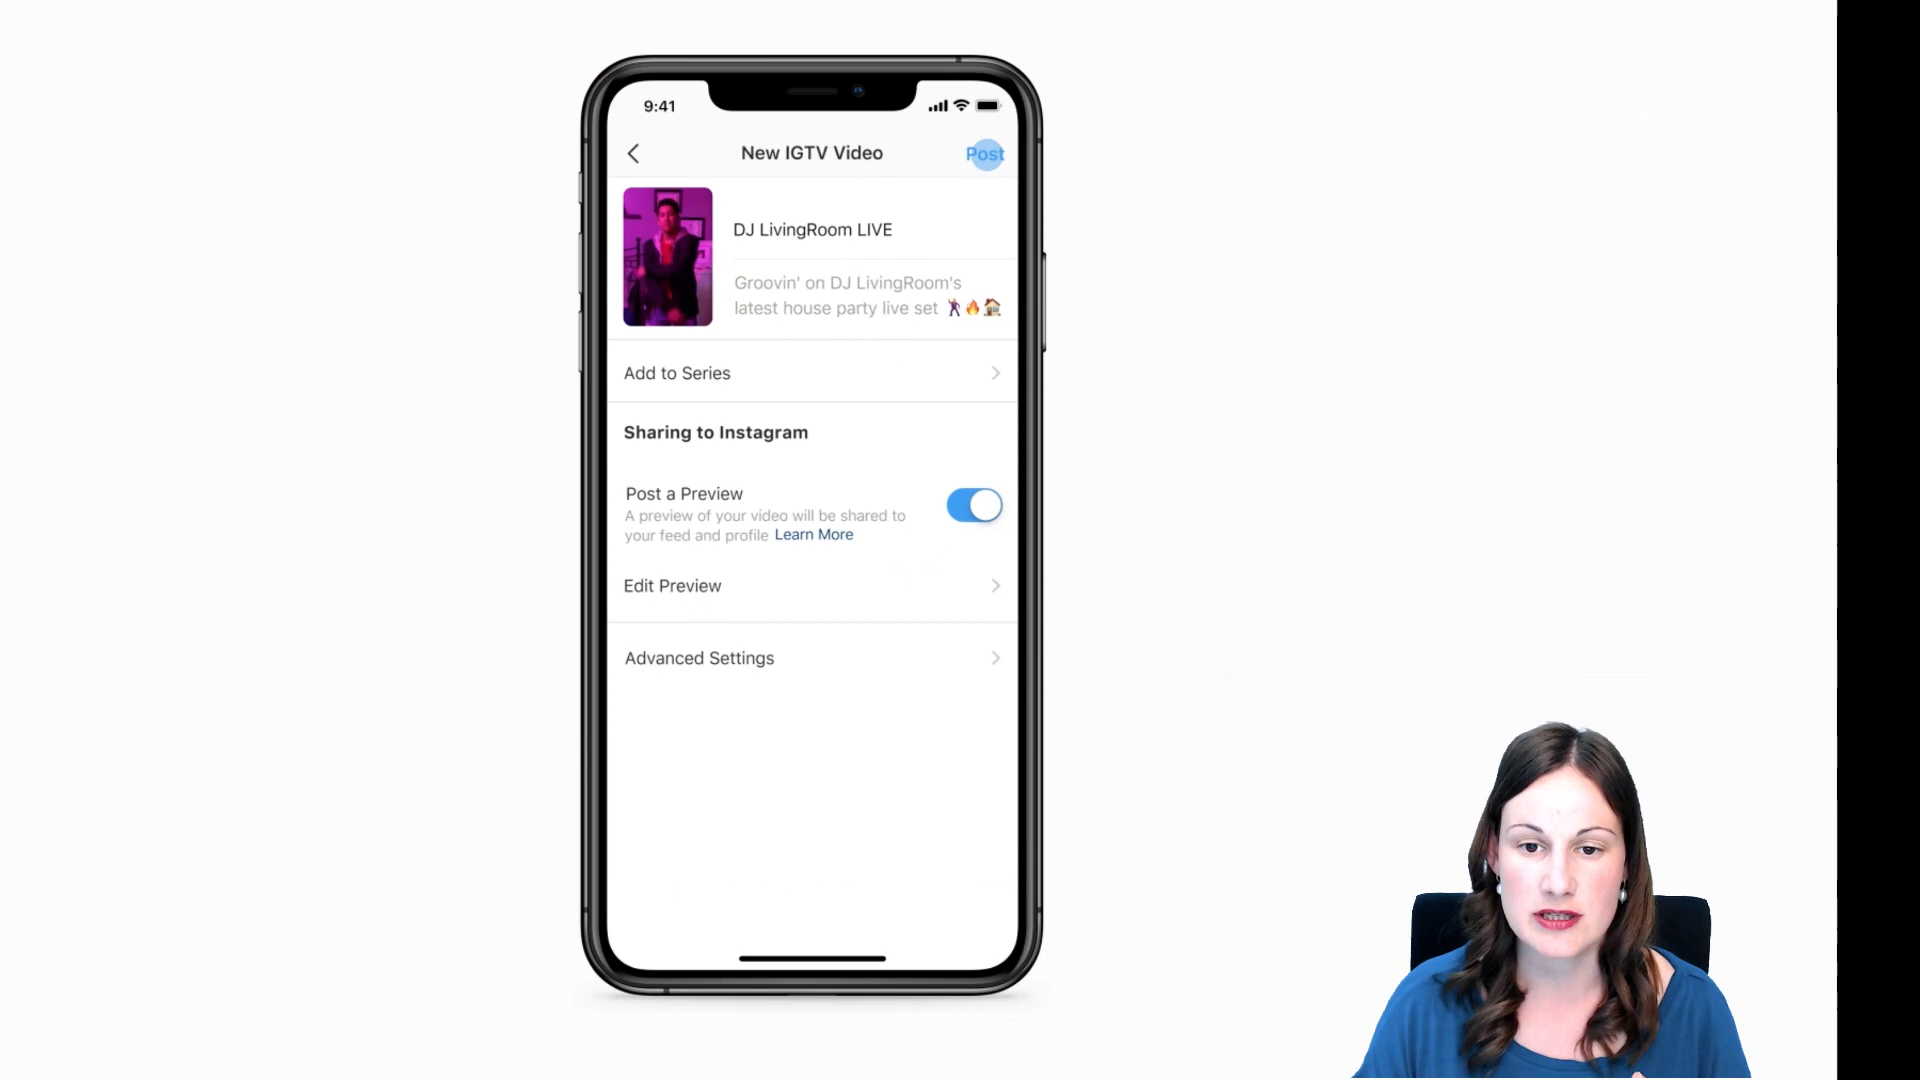 9:41
New IGTV Video
Post
DJ LivingRoom LIVE
Groovin' on DJ LivingRoom's
latest house party live set 🕺🔥🏠
Add to Series
Sharing to Instagram
Post a Preview
A preview of your video will be shared to
your feed and profile Learn More
Edit Preview
Advanced Settings